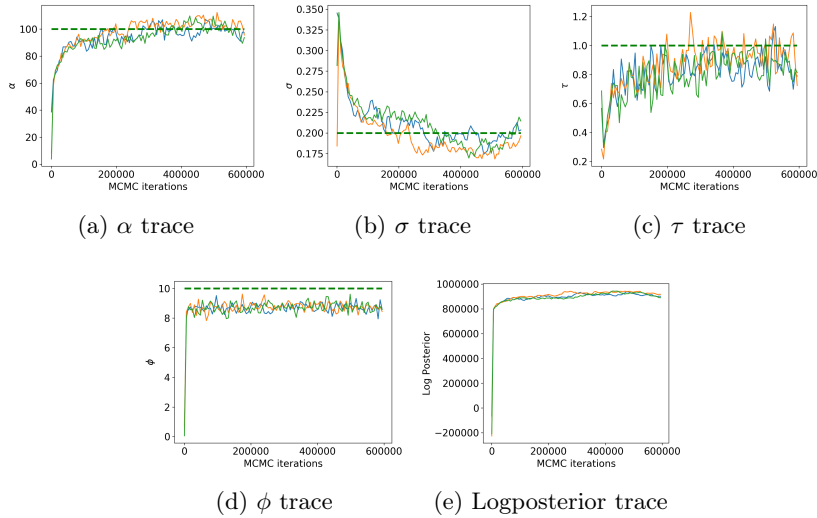 100
80
60
40
20
0
α
0 200000 400000 600000
MCMC iterations
(a) α trace
0.350
0.325
0.300
0.275
0.250
0.225
0.200
0.175
σ
0 200000 400000 600000
MCMC iterations
(b) σ trace
1.2
1.0
0.8
0.6
0.4
0.2
τ
0 200000 400000 600000
MCMC iterations
(c) τ trace
10
8
6
4
2
0
ϕ
0 200000 400000 600000
MCMC iterations
(d) ϕ trace
1000000
800000
600000
400000
200000
0
−200000
Log Posterior
0 200000 400000 600000
MCMC iterations
(e) Logposterior trace